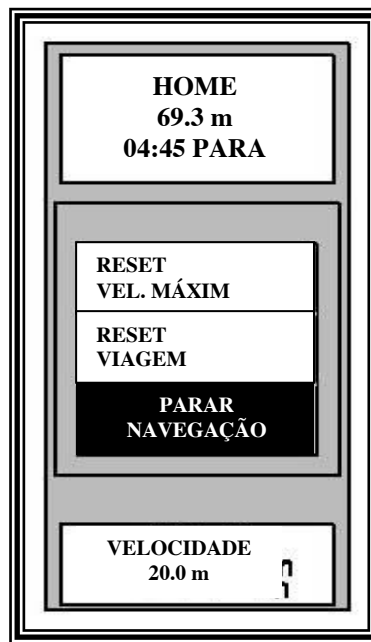 HOME
69.3 m
04:45 PARA
RESET
VEL. MÁXIM
RESET
VIAGEM
PARAR
NAVEGAÇÃO
VELOCIDADE
20.0 m